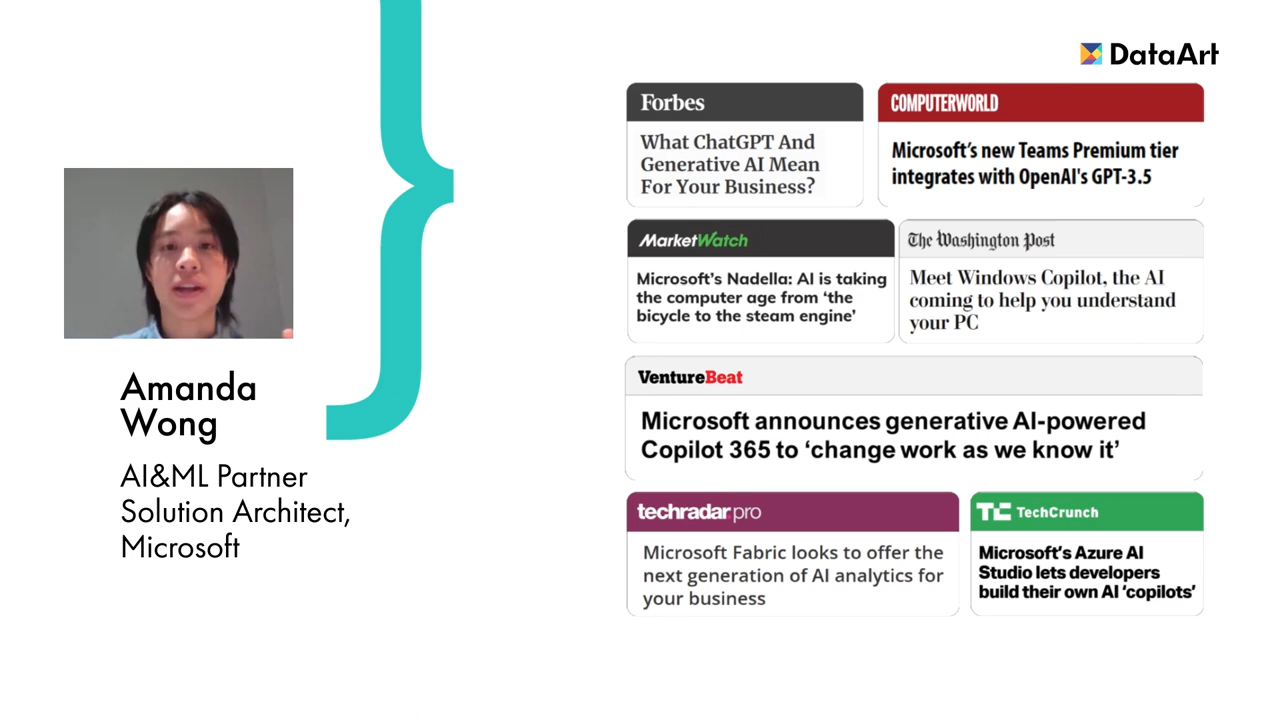 DataArt
Amanda
Wong
AI&ML Partner
Solution Architect,
Microsoft
Forbes
What ChatGPT And
Generative AI Mean
For Your Business?
COMPUTERWORLD
Microsoft's new Teams Premium tier
integrates with OpenAI's GPT-3.5
MarketWatch
Microsoft's Nadella: AI is taking
the computer age from 'the
bicycle to the steam engine'
The Washington Post
Meet Windows Copilot, the AI
coming to help you understand
your PC
VentureBeat
Microsoft announces generative AI-powered
Copilot 365 to 'change work as we know it'
techradar.pro
Microsoft Fabric looks to offer the
next generation of AI analytics for
your business
TC TechCrunch
Microsoft's Azure AI
Studio lets developers
build their own AI 'copilots'